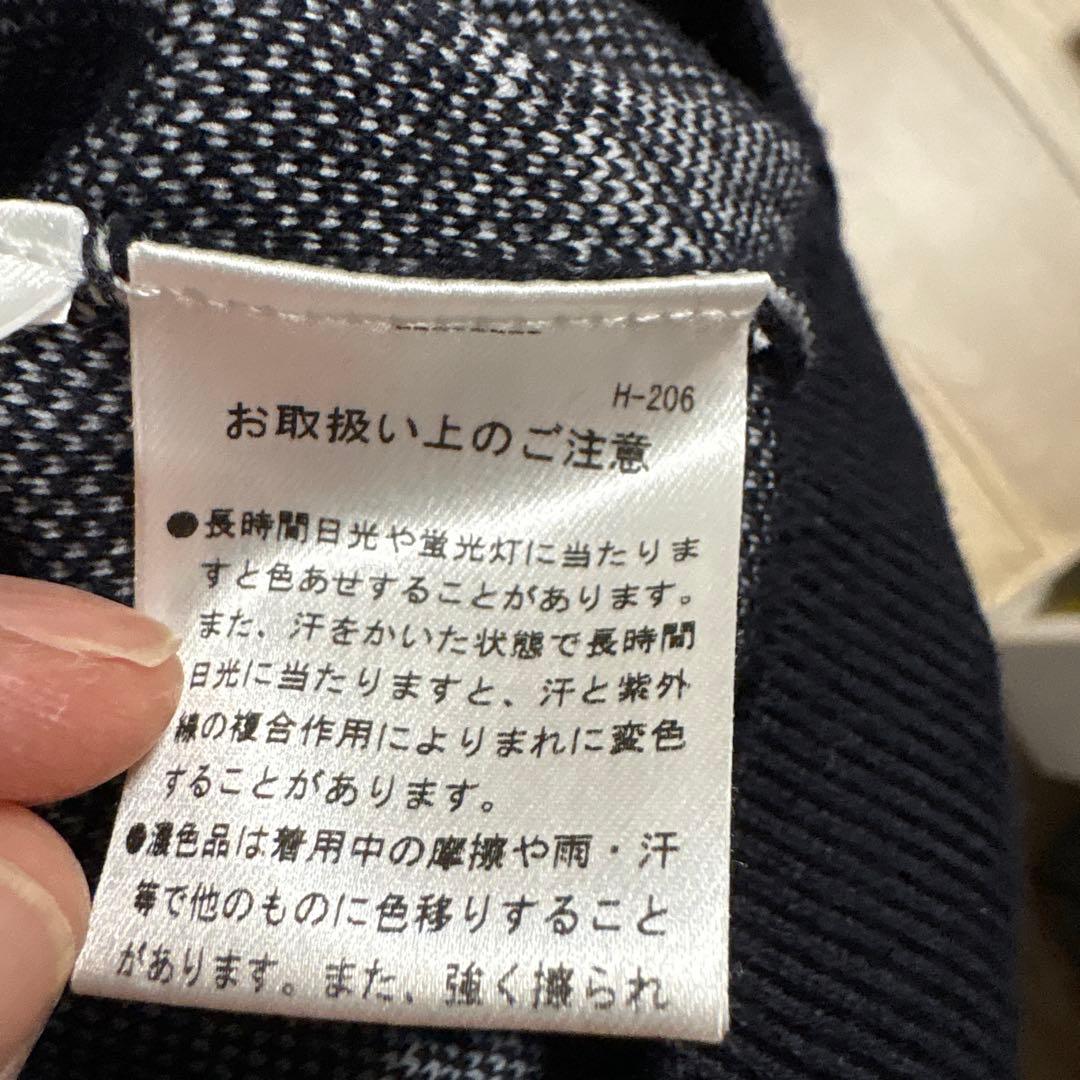 H-206
お取扱い上のご注意
●長時間日光や蛍光灯に当たりま
すと色あせすることがあります。
また、汗をかいた状態で長時間
日光に当たりますと、汗と紫外
線の複合作用によりまれに変色
することがあります。
●濃色品は着用中の摩擦や雨・汗
等で他のものに色移りすること
があります。また、強く擦られ